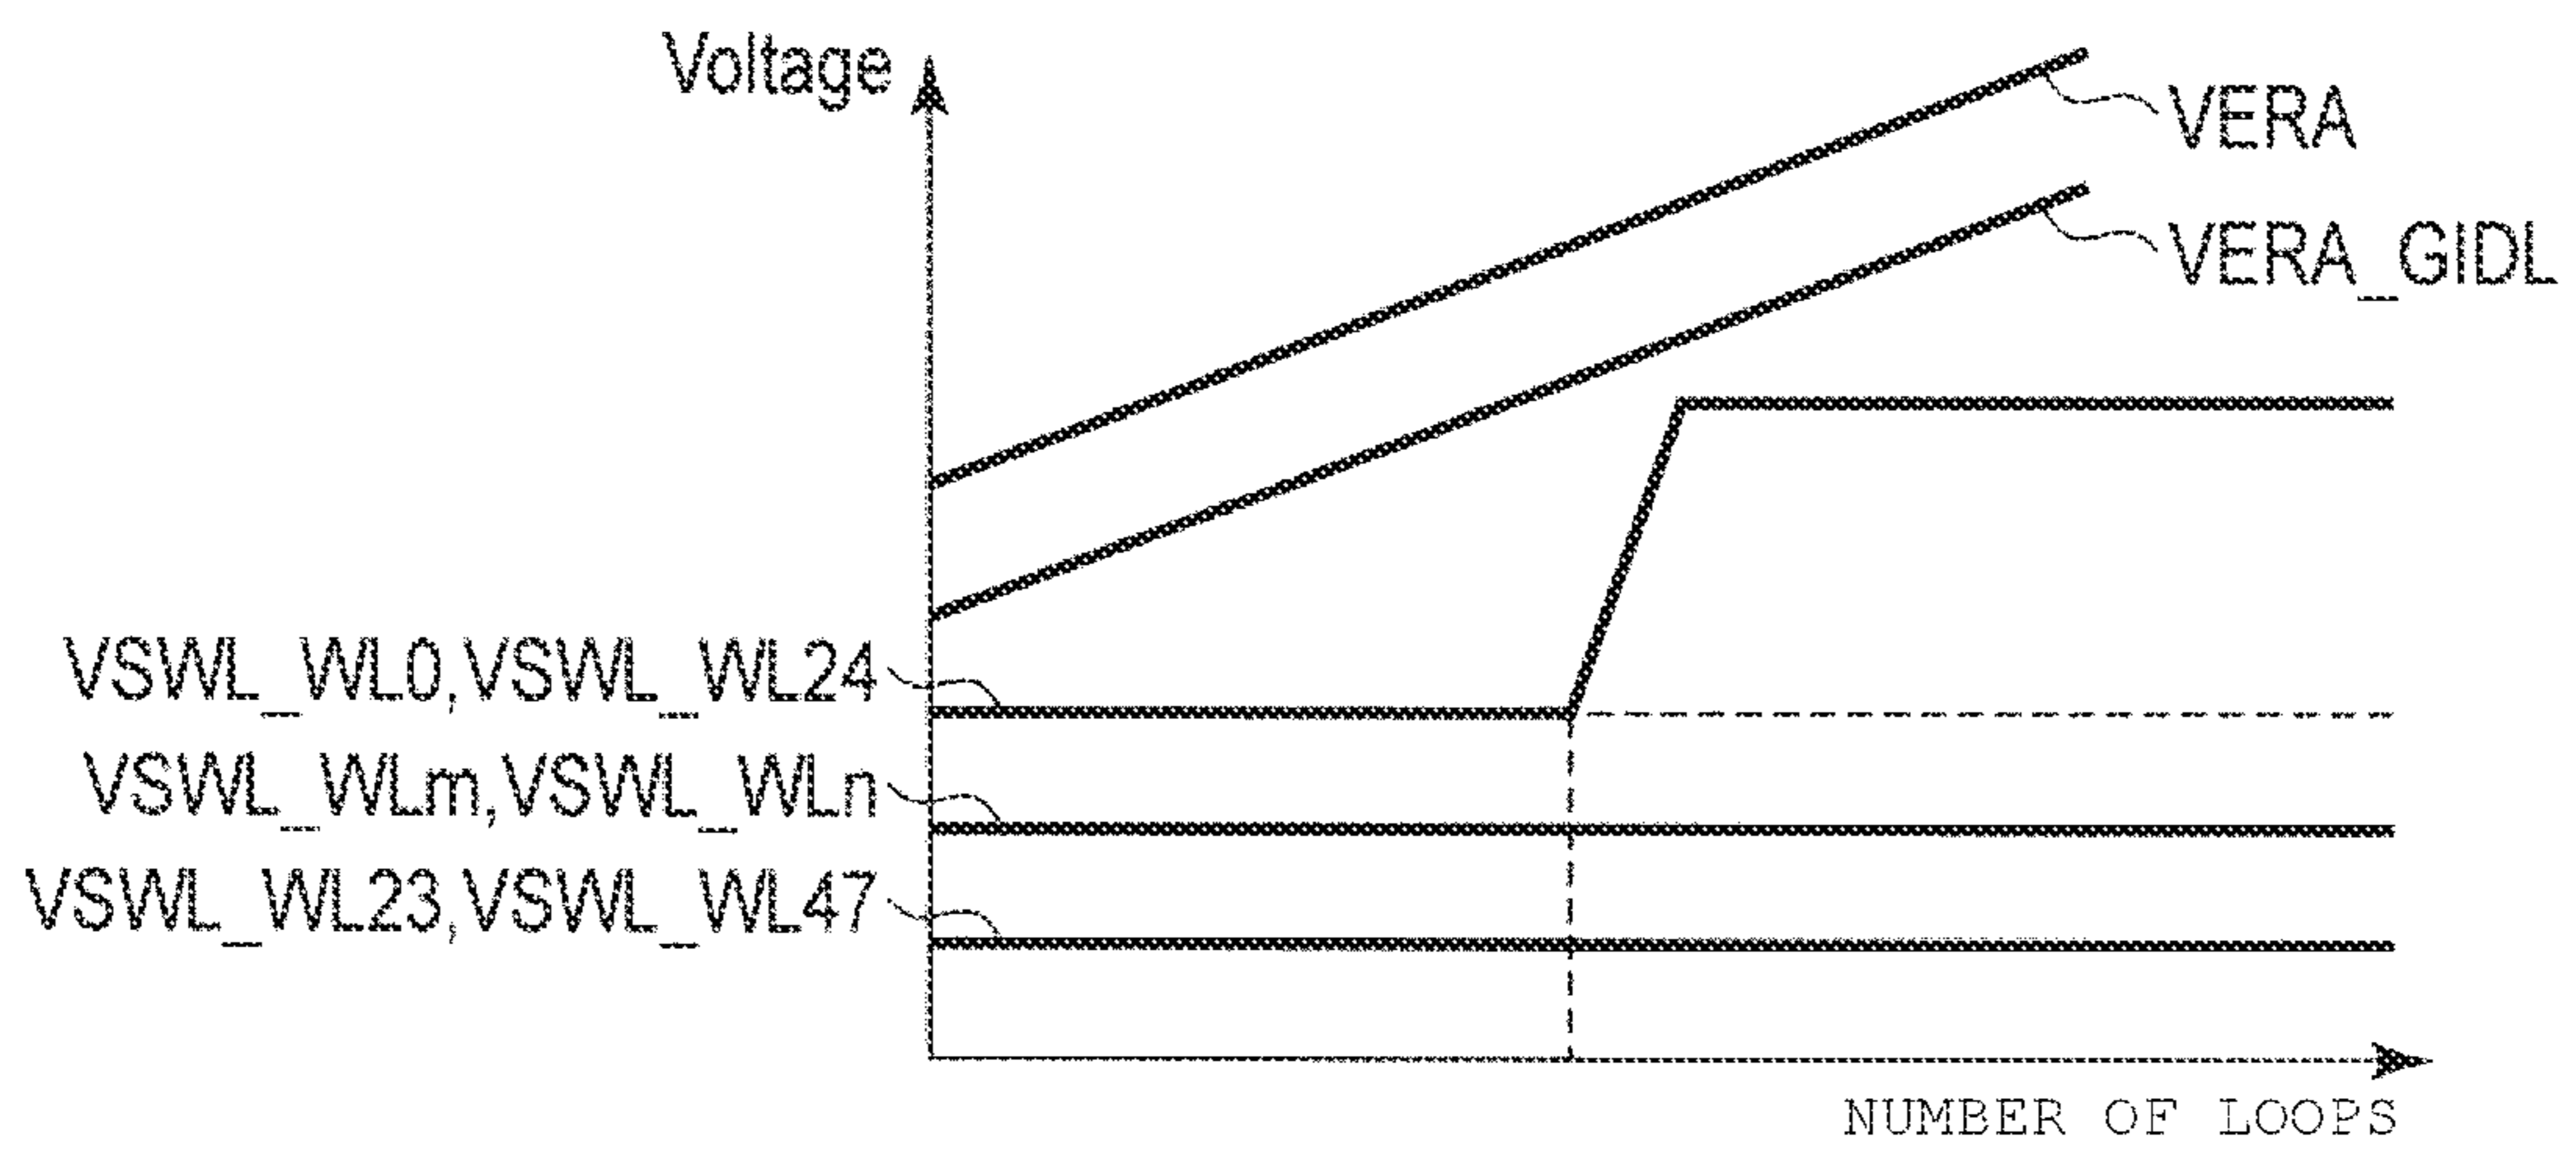 Voltage
VERA
VERA_GIDL
VSWL_WL0,VSWL_WL24
VSWL_WLm,VSWL_WLn
VSWL_WL23,VSWL_WL47
NUMBER OF LOOPS